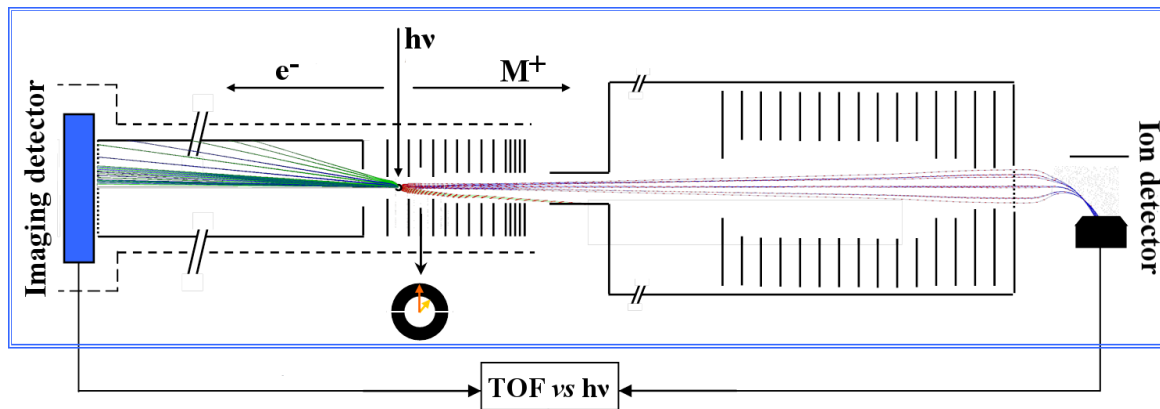 hν
e-
M+
Imaging detector
Ion detector
TOF vs hν